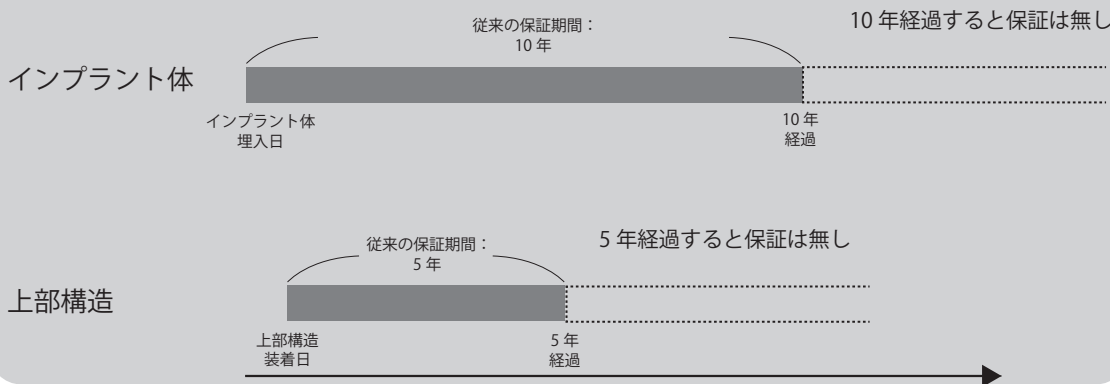 従来の保証期間：
10 年
10 年経過すると保証は無し
インプラント体
インプラント体
埋入日
10 年
経過
従来の保証期間：
5 年
5 年経過すると保証は無し
上部構造
上部構造
装着日
5 年
経過